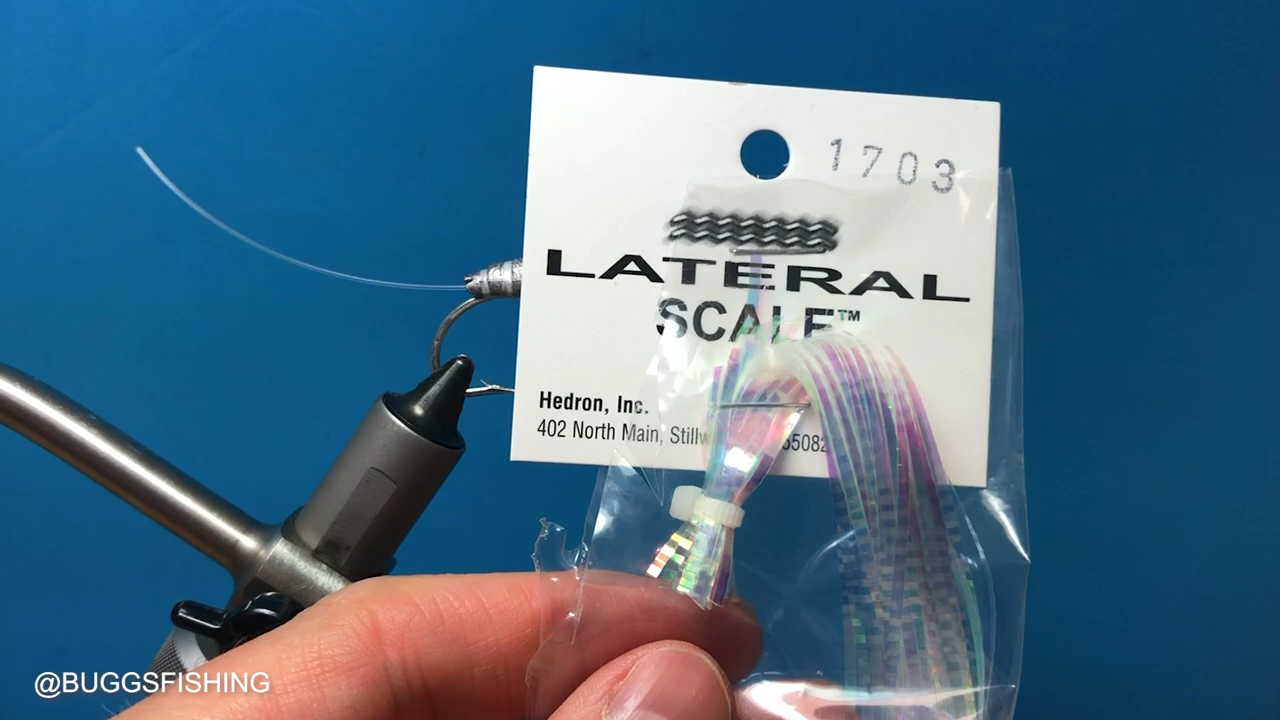 1703
LATERAL
SCALE™
Hedron, Inc.
402 North Main,
@BUGGSFISHING